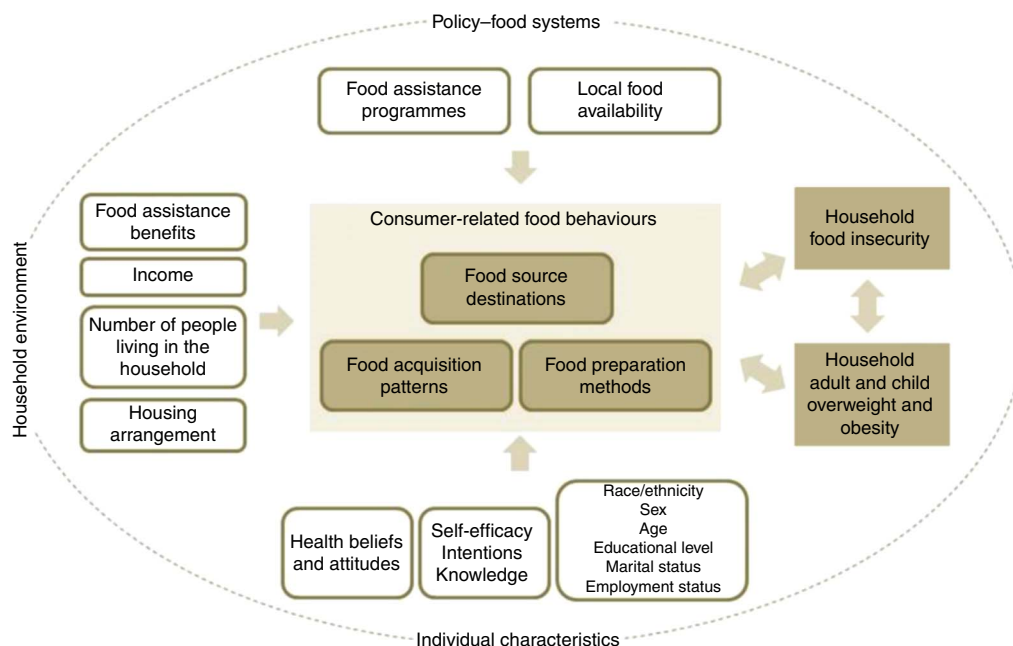 Policy–food systems
Food assistance
programmes
Local food
availability
Household environment
Food assistance
benefits
Income
Number of people
living in the
household
Housing
arrangement
Consumer-related food behaviours
Food source
destinations
Food acquisition
patterns
Food preparation
methods
Household
food insecurity
Household
adult and child
overweight and
obesity
Health beliefs
and attitudes
Self-efficacy
Intentions
Knowledge
Race/ethnicity
Sex
Age
Educational level
Marital status
Employment status
Individual characteristics